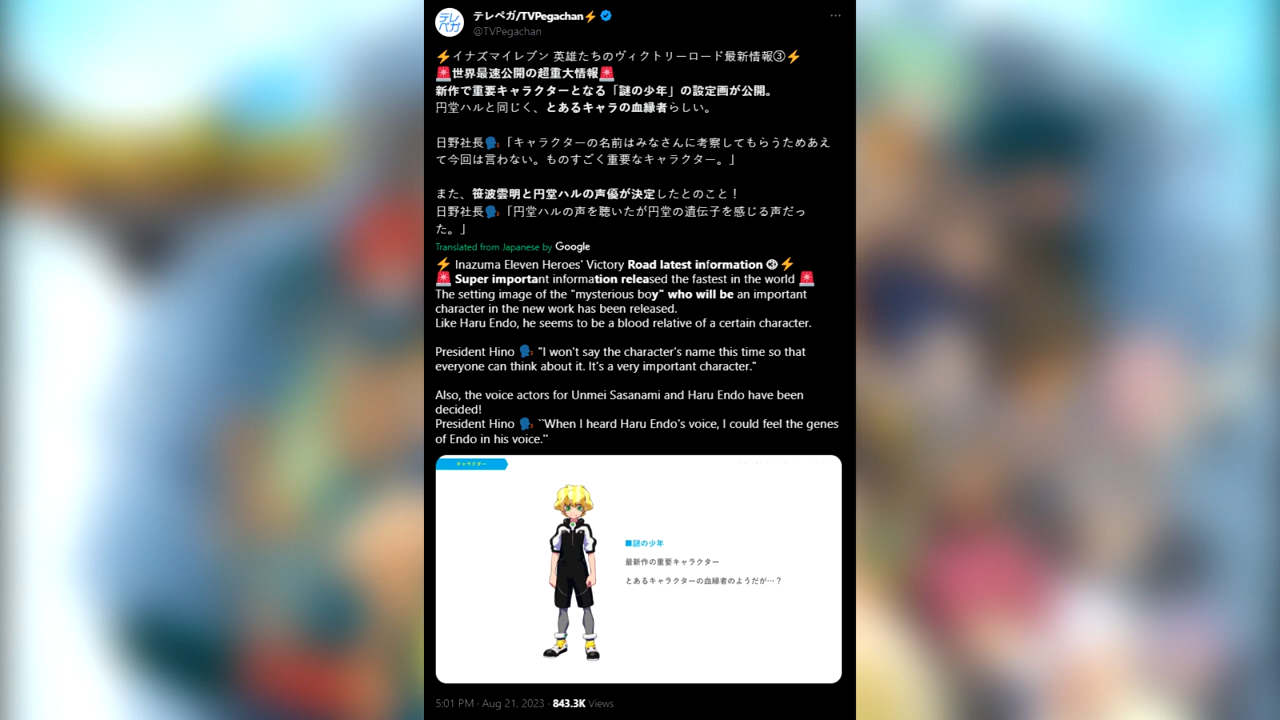 テレペガ/TVPegachan⚡
@TVPegachan
⚡イナズマイレブン 英雄たちのヴィクトリーロード最新情報③⚡
🚨世界最速公開の超重大情報🚨
新作で重要キャラクターとなる「謎の少年」の設定画が公開。
円堂ハルと同じく、とあるキャラの血縁者らしい。
日野社長🗣「キャラクターの名前はみなさんに考察してもらうためあえ
て今回は言わない。ものすごく重要なキャラクター。」
また、笹波雲明と円堂ハルの声優が決定したとのこと！
日野社長🗣「円堂ハルの声を聴いたが円堂の遺伝子を感じる声だっ
た。」
Translated from Japanese by Google
⚡ Inazuma Eleven Heroes' Victory Road latest information ③⚡
🚨 Super important information released the fastest in the world 🚨
The setting image of the "mysterious boy" who will be an important
character in the new work has been released.
Like Haru Endo, he seems to be a blood relative of a certain character.
President Hino 🗣 "I won't say the character's name this time so that
everyone can think about it. It's a very important character."
Also, the voice actors for Unmei Sasanami and Haru Endo have been
decided!
President Hino 🗣 ``When I heard Haru Endo's voice, I could feel the genes
of Endo in his voice.''
キャラクター
■謎の少年
最新作の重要キャラクター
とあるキャラクターの血縁者のようだが…？
5:01 PM · Aug 21, 2023 · 843.3K Views